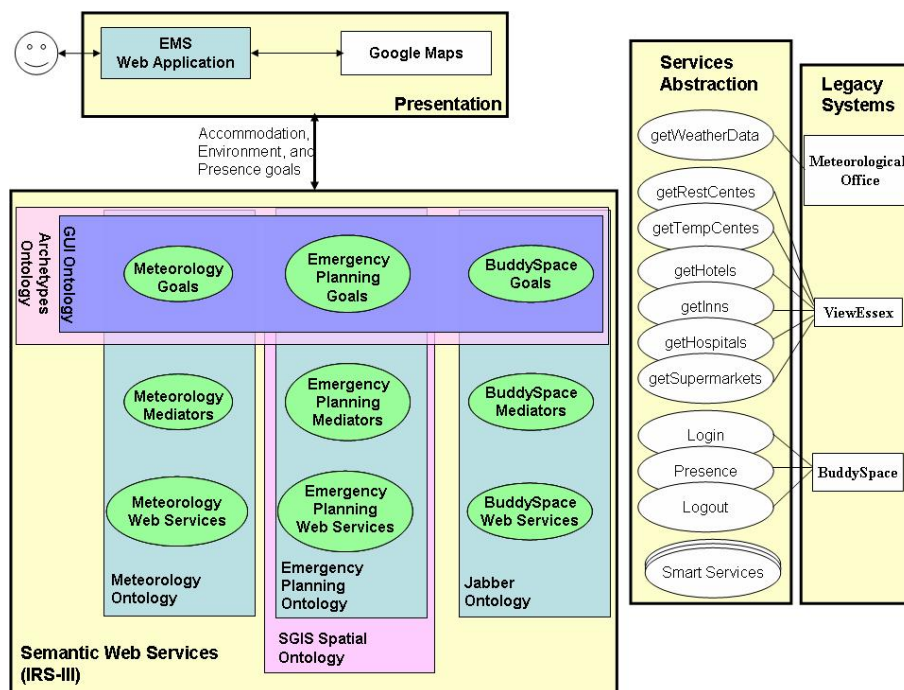 EMS
Web Application
Google Maps
Presentation
Accommodation,
Environment, and
Presence goals
Archetypes
Ontology
GUI Ontology
Meteorology
Goals
Emergency
Planning
Goals
BuddySpace
Goals
Meteorology
Mediators
Emergency
Planning
Mediators
BuddySpace
Mediators
Meteorology
Web Services
Emergency
Planning
Web Services
BuddySpace
Web Services
Meteorology
Ontology
Emergency
Planning
Ontology
Jabber
Ontology
SGIS Spatial
Ontology
Semantic Web Services
(IRS-III)
Services
Abstraction
getWeatherData
getRestCentes
getTempCentes
getHotels
getInns
getHospitals
getSupermarkets
Login
Presence
Logout
Smart Services
Legacy
Systems
Meteorological
Office
ViewEssex
BuddySpace